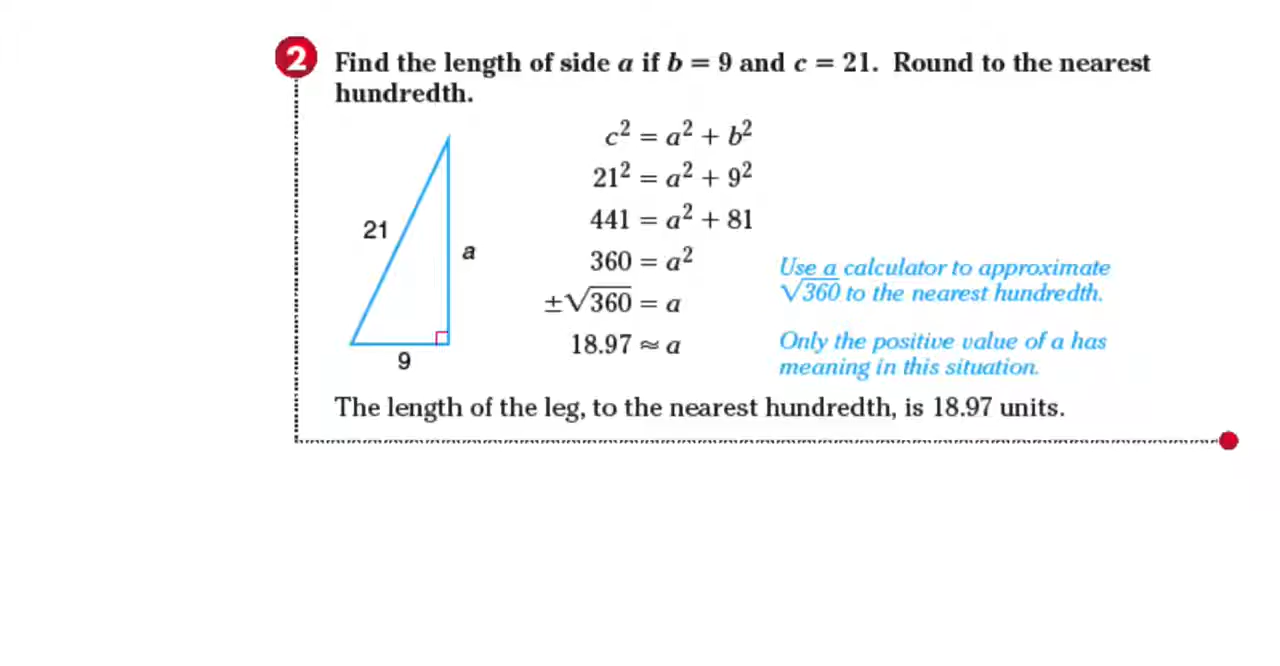 2
Find the length of side a if b = 9 and c = 21. Round to the nearest
hundredth.
21
a
9
c² = a² + b²
21² = a² + 9²
441 = a² + 81
360 = a²
±√360 = a
18.97 ≈ a
Use a calculator to approximate
√360 to the nearest hundredth.
Only the positive value of a has
meaning in this situation.
The length of the leg, to the nearest hundredth, is 18.97 units.